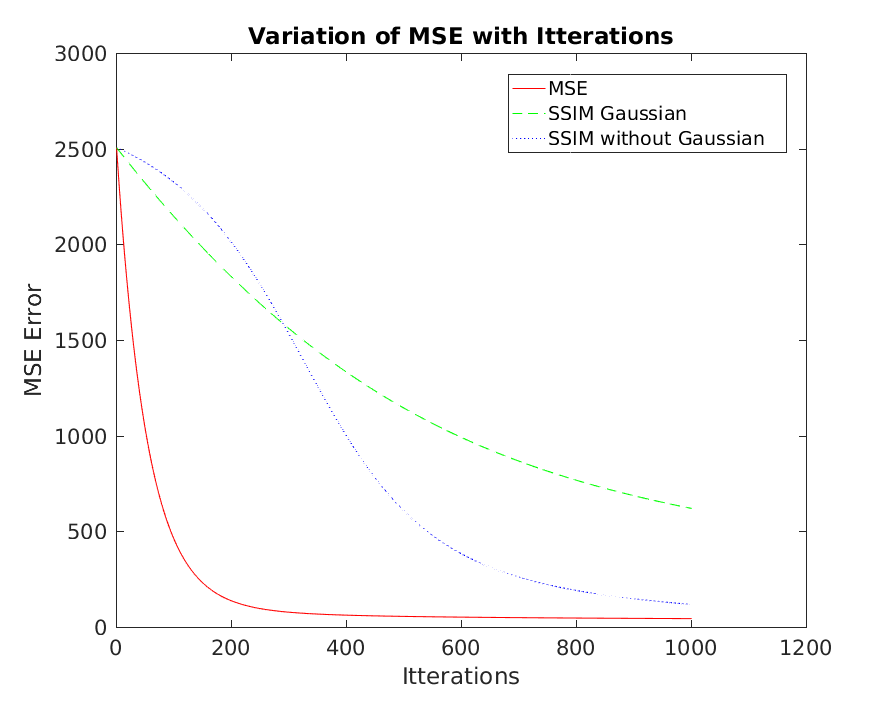 Variation of MSE with Itterations
3000
2500
2000
1500
1000
500
0
MSE Error
MSE
SSIM Gaussian
SSIM without Gaussian
0 200 400 600 800 1000 1200
Itterations